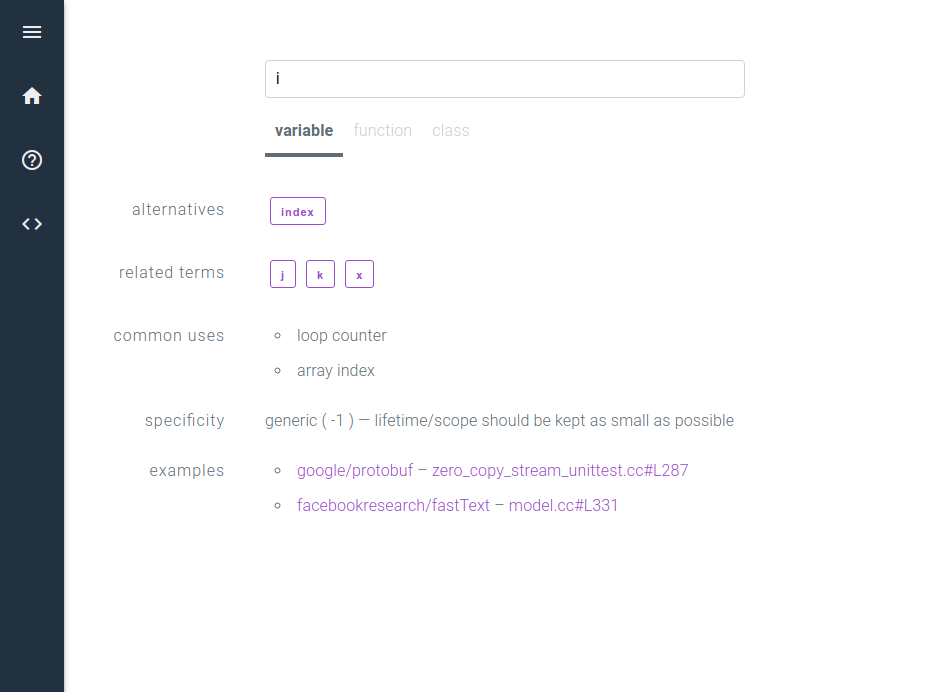 i
variable function class
alternatives index
related terms j k x
common uses loop counter
array index
specificity generic ( -1 ) — lifetime/scope should be kept as small as possible
examples google/protobuf – zero_copy_stream_unittest.cc#L287
facebookresearch/fastText – model.cc#L331